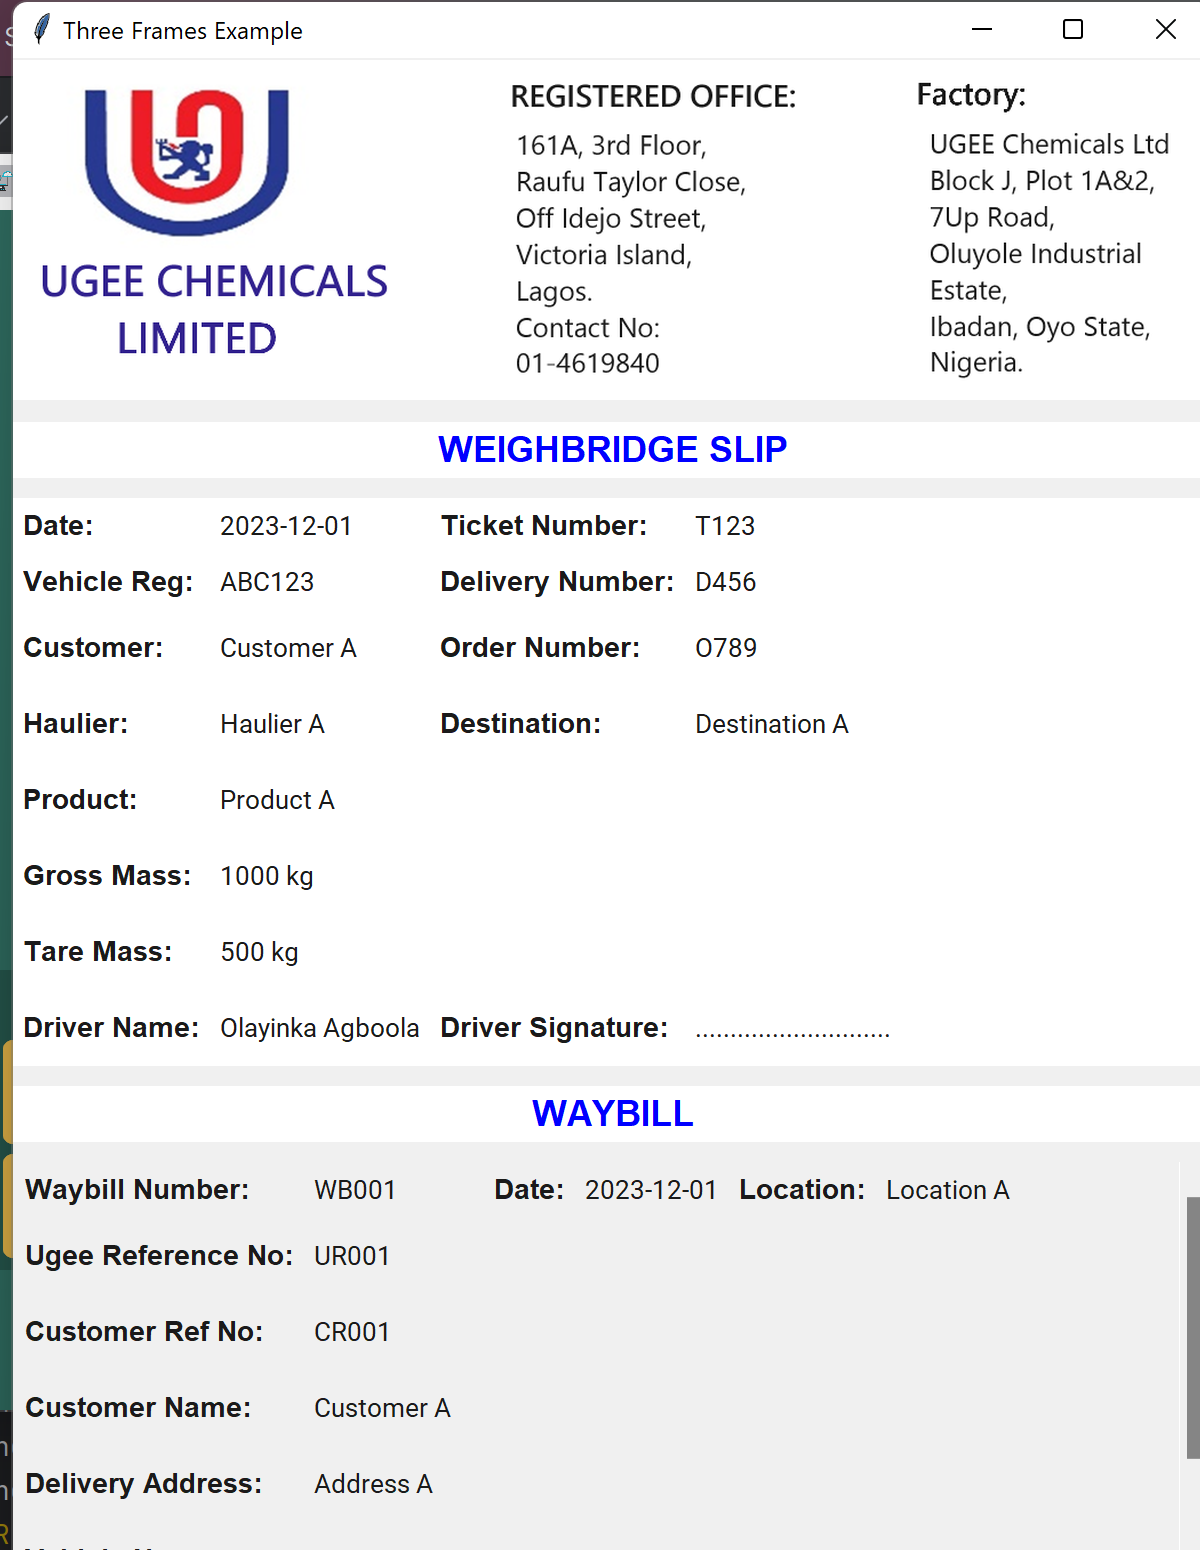 Three Frames Example
UGEE CHEMICALS
LIMITED
REGISTERED OFFICE:
161A, 3rd Floor,
Raufu Taylor Close,
Off Idejo Street,
Victoria Island,
Lagos.
Contact No:
01-4619840
Factory:
UGEE Chemicals Ltd
Block J, Plot 1A&2,
7Up Road,
Oluyole Industrial
Estate,
Ibadan, Oyo State,
Nigeria.
WEIGHBRIDGE SLIP
Date: 2023-12-01 Ticket Number: T123
Vehicle Reg: ABC123 Delivery Number: D456
Customer: Customer A Order Number: O789
Haulier: Haulier A Destination: Destination A
Product: Product A
Gross Mass: 1000 kg
Tare Mass: 500 kg
Driver Name: Olayinka Agboola Driver Signature: ............................
WAYBILL
Waybill Number: WB001 Date: 2023-12-01 Location: Location A
Ugee Reference No: UR001
Customer Ref No: CR001
Customer Name: Customer A
Delivery Address: Address A